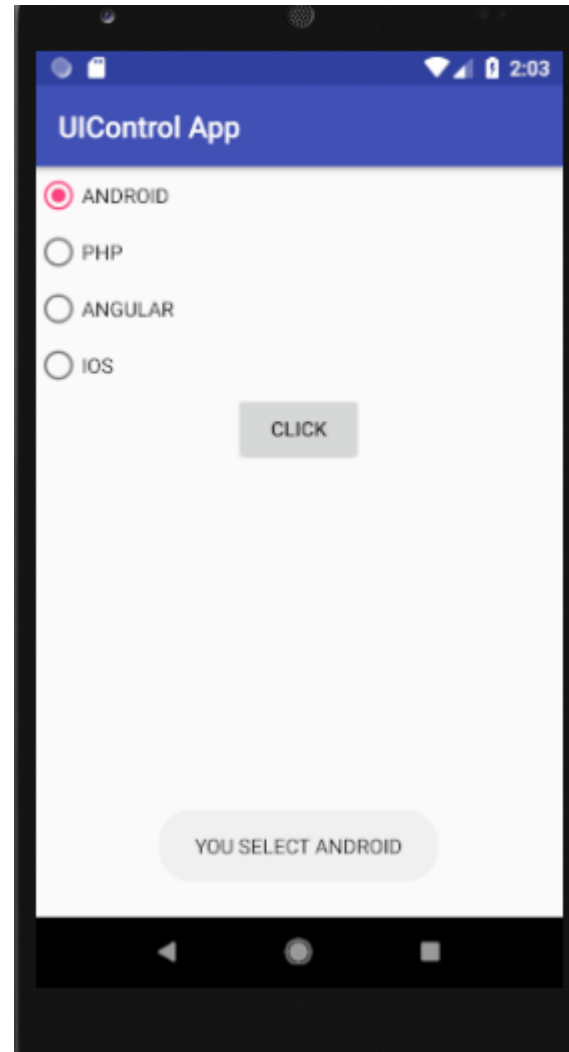 2:03
UIControl App
ANDROID
PHP
ANGULAR
IOS
CLICK
YOU SELECT ANDROID